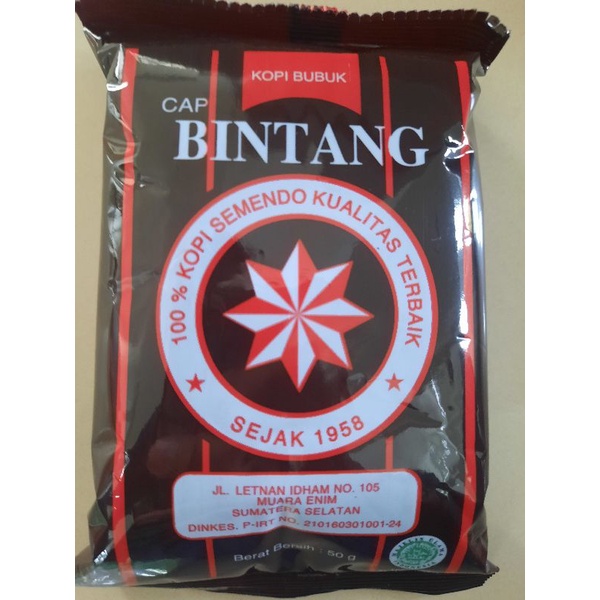 KOPI BUBUK
CAP
BINTANG
100 % KOPI SEMENDO KUALITAS TERBAIK
SEJAK 1958
JL. LETNAN IDHAM NO. 105
MUARA ENIM
SUMATERA SELATAN
DINKES. P-IRT NO. 210160301001-24
Berat Bersih : 50 g